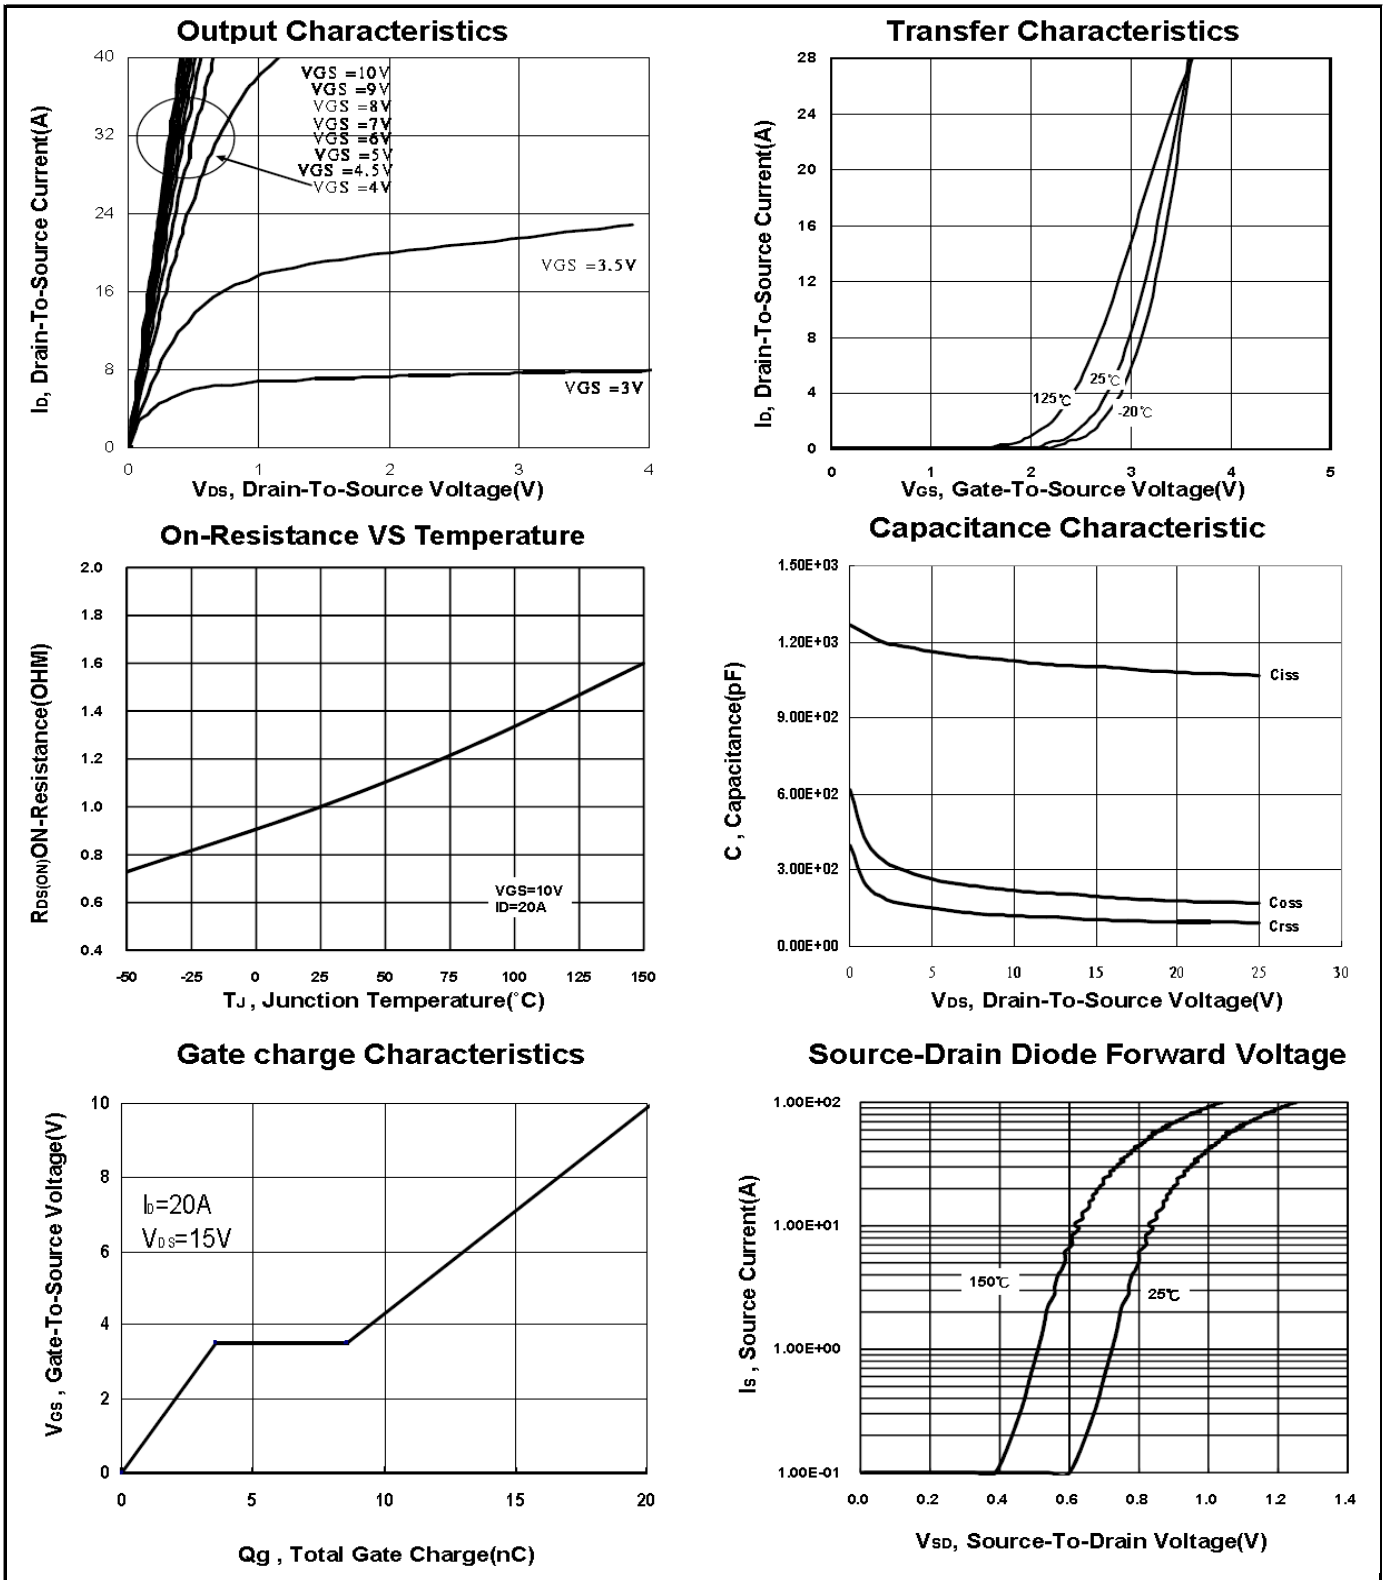 Output Characteristics
ID, Drain-To-Source Current(A)
40
32
24
16
8
0
VGS =10V
VGS =9V
VGS =8V
VGS =7V
VGS =6V
VGS =5V
VGS =4.5V
VGS =4V
VGS =3.5V
VGS =3V
0 1 2 3 4
VDS, Drain-To-Source Voltage(V)
Transfer Characteristics
ID, Drain-To-Source Current(A)
28
24
20
16
12
8
4
0
125℃
25℃
-20℃
0 1 2 3 4 5
VGS, Gate-To-Source Voltage(V)
On-Resistance VS Temperature
RDS(ON)ON-Resistance(OHM)
2.0
1.8
1.6
1.4
1.2
1.0
0.8
0.6
0.4
VGS=10V
ID=20A
-50 -25 0 25 50 75 100 125 150
TJ , Junction Temperature(˚C)
Capacitance Characteristic
C , Capacitance(pF)
1.50E+03
1.20E+03
9.00E+02
6.00E+02
3.00E+02
0.00E+00
Ciss
Coss
Crss
0 5 10 15 20 25 30
VDS, Drain-To-Source Voltage(V)
Gate charge Characteristics
VGS , Gate-To-Source Voltage(V)
10
8
6
4
2
0
ID=20A
VDS=15V
0 5 10 15 20
Qg , Total Gate Charge(nC)
Source-Drain Diode Forward Voltage
IS , Source Current(A)
1.00E+02
1.00E+01
1.00E+00
1.00E-01
150℃
25℃
0.0 0.2 0.4 0.6 0.8 1.0 1.2 1.4
VSD, Source-To-Drain Voltage(V)